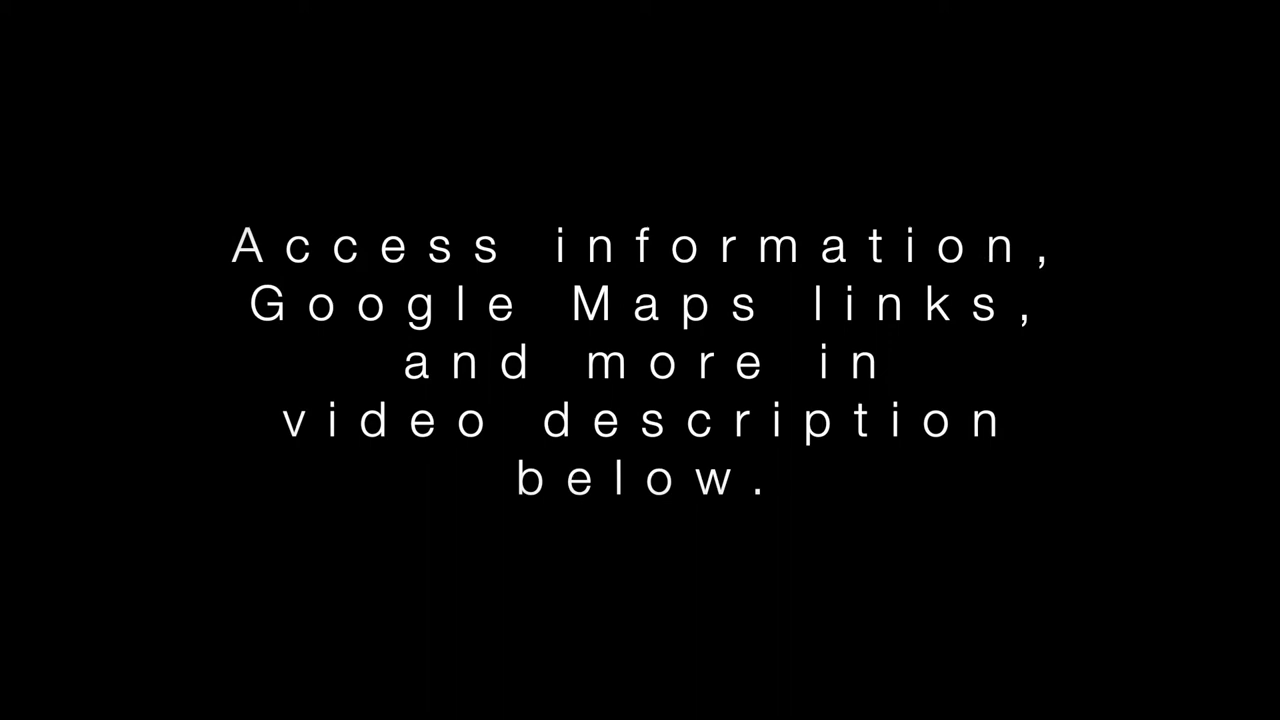 Access information,
Google Maps links,
and more in
video description
below.